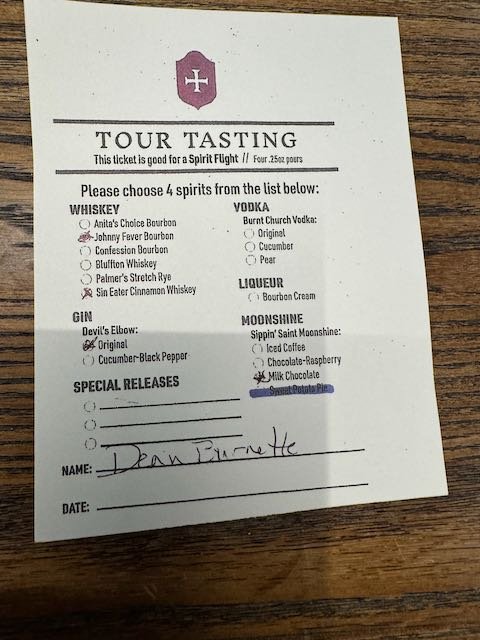 TOUR TASTING
This ticket is good for a Spirit Flight // Four .25oz pours
Please choose 4 spirits from the list below:
WHISKEY
Anita's Choice Bourbon
Johnny Fever Bourbon
Confession Bourbon
Bluffton Whiskey
Palmer's Stretch Rye
Sin Eater Cinnamon Whiskey
GIN
Devil's Elbow:
Original
Cucumber-Black Pepper
SPECIAL RELEASES
VODKA
Burnt Church Vodka:
Original
Cucumber
Pear
LIQUEUR
Bourbon Cream
MOONSHINE
Sippin' Saint Moonshine:
Iced Coffee
Chocolate-Raspberry
Milk Chocolate
Sweet Potato Pie
NAME: Dean Burnette
DATE: